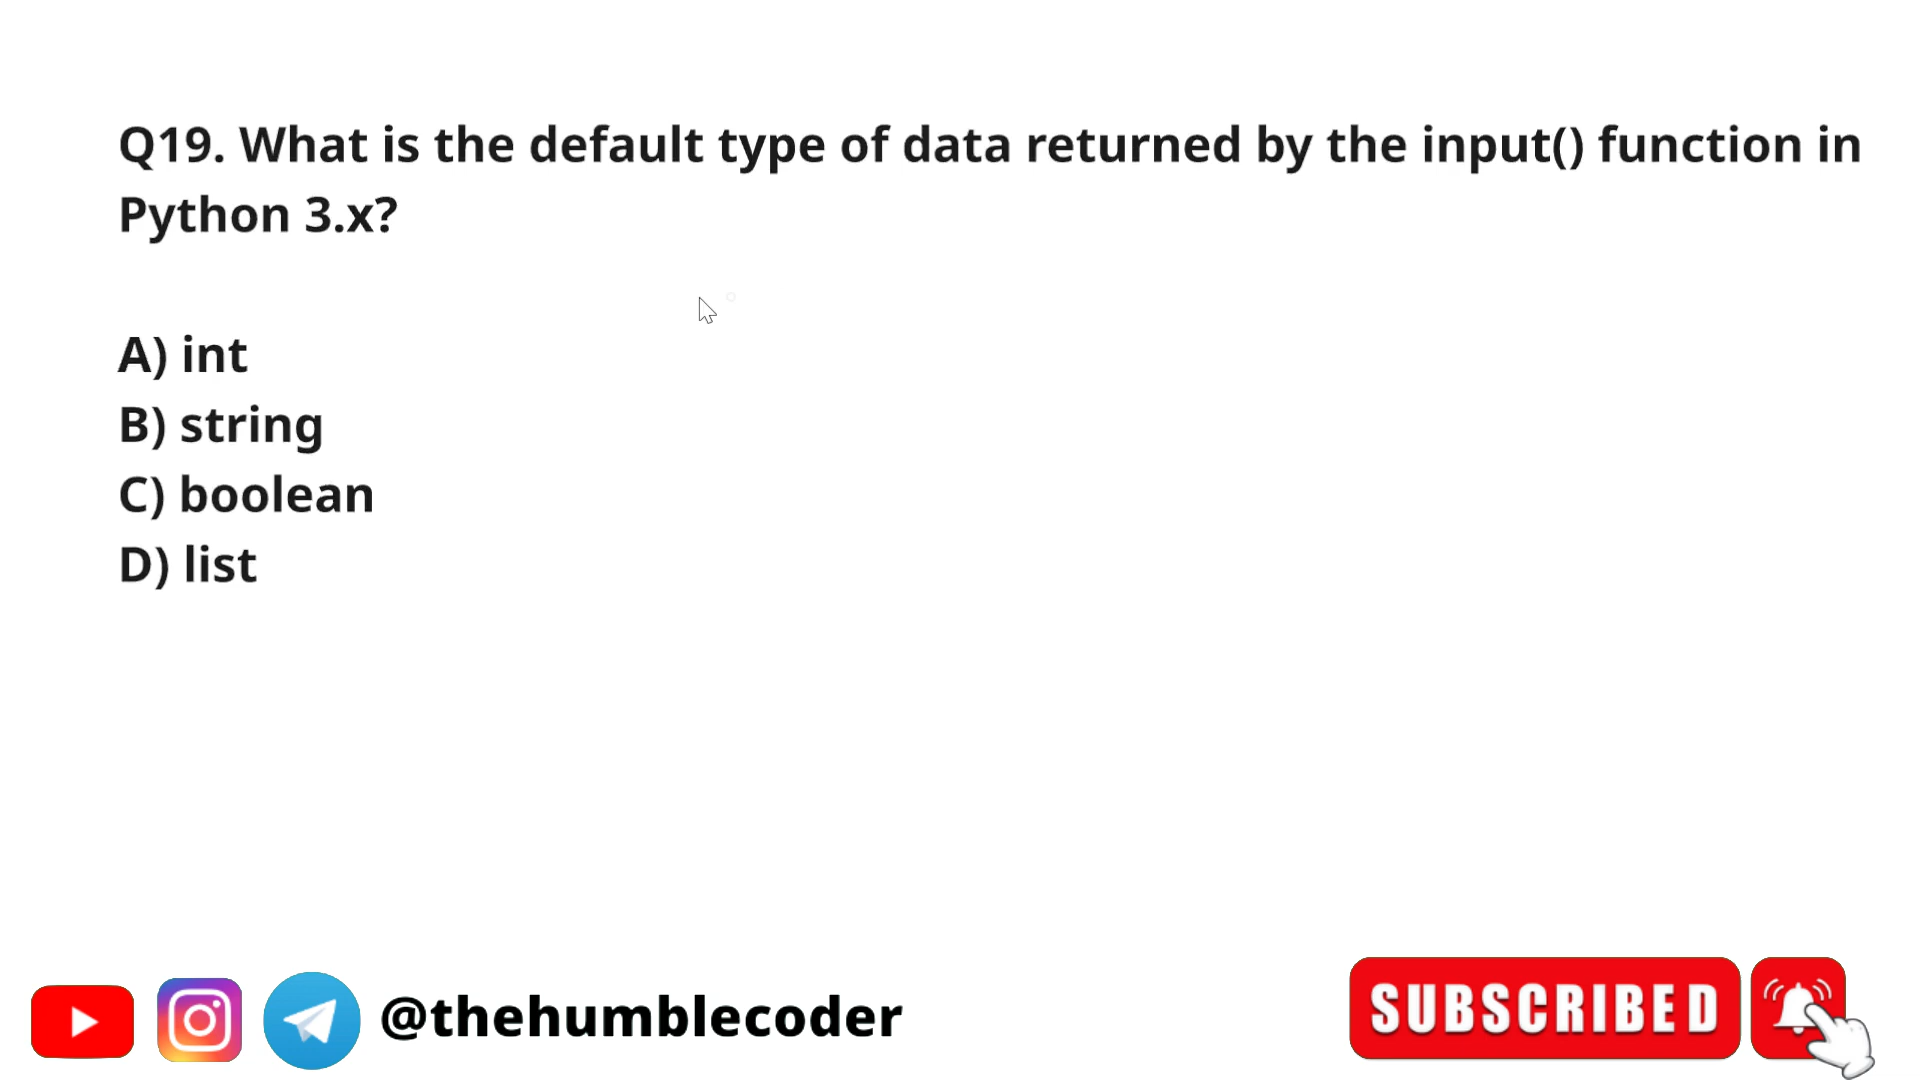 Q19. What is the default type of data returned by the input() function in
Python 3.x?
A) int
B) string
C) boolean
D) list
@thehumblecoder
SUBSCRIBED